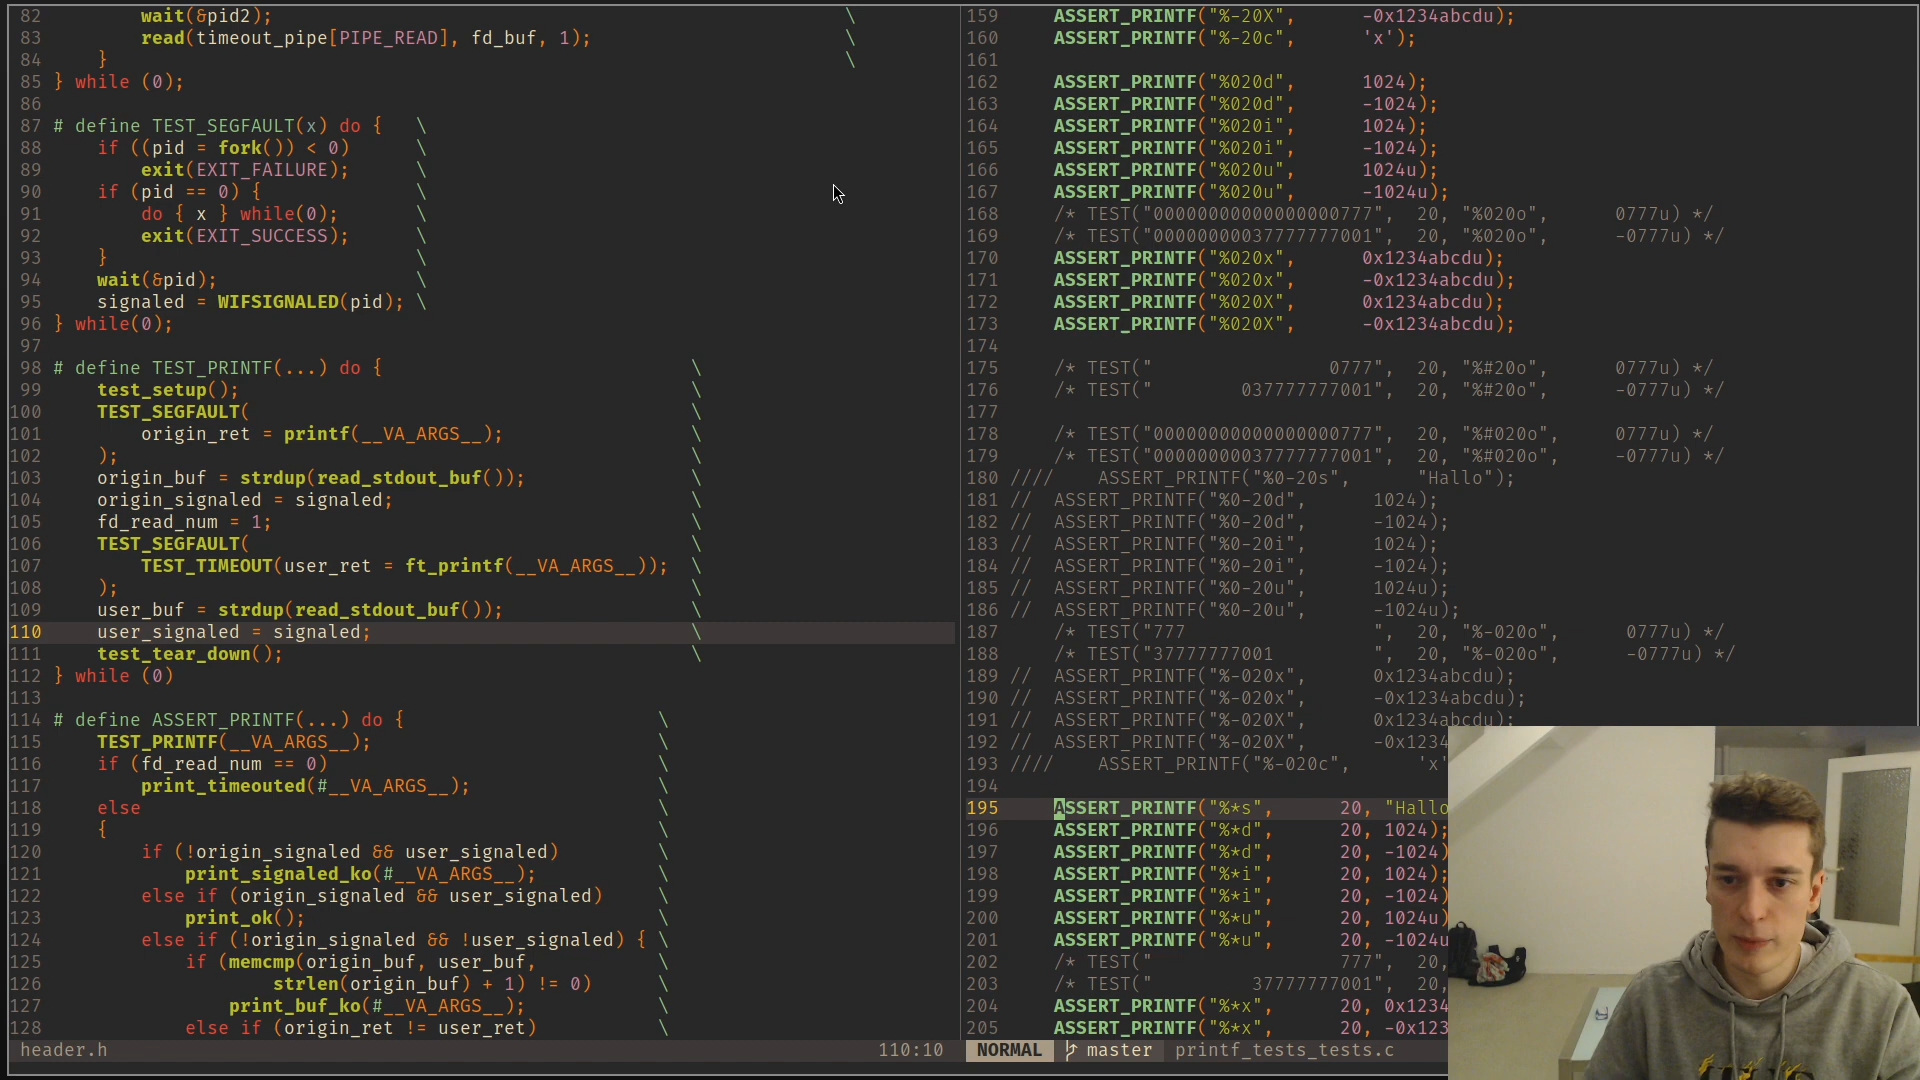 82 wait(&pid2); \
83 read(timeout_pipe[PIPE_READ], fd_buf, 1); \
84 } \
85 } while (0);
86
87 # define TEST_SEGFAULT(x) do { \
88 if ((pid = fork()) < 0) \
89 exit(EXIT_FAILURE); \
90 if (pid == 0) { \
91 do { x } while(0); \
92 exit(EXIT_SUCCESS); \
93 } \
94 wait(&pid); \
95 signaled = WIFSIGNALED(pid); \
96 } while(0);
97
98 # define TEST_PRINTF(...) do { \
99 test_setup(); \
100 TEST_SEGFAULT( \
101 origin_ret = printf(__VA_ARGS__); \
102 ); \
103 origin_buf = strdup(read_stdout_buf()); \
104 origin_signaled = signaled; \
105 fd_read_num = 1; \
106 TEST_SEGFAULT( \
107 TEST_TIMEOUT(user_ret = ft_printf(__VA_ARGS__)); \
108 ); \
109 user_buf = strdup(read_stdout_buf()); \
110 user_signaled = signaled; \
111 test_tear_down(); \
112 } while (0)
113
114 # define ASSERT_PRINTF(...) do { \
115 TEST_PRINTF(__VA_ARGS__); \
116 if (fd_read_num == 0) \
117 print_timeouted(#__VA_ARGS__); \
118 else \
119 { \
120 if (!origin_signaled && user_signaled) \
121 print_signaled_ko(#__VA_ARGS__); \
122 else if (origin_signaled && user_signaled) \
123 print_ok(); \
124 else if (!origin_signaled && !user_signaled) { \
125 if (memcmp(origin_buf, user_buf, \
126 strlen(origin_buf) + 1) != 0) \
127 print_buf_ko(#__VA_ARGS__); \
128 else if (origin_ret != user_ret) \
header.h 110:10
159 ASSERT_PRINTF("%-20X", -0x1234abcdu);
160 ASSERT_PRINTF("%-20c", 'x');
161
162 ASSERT_PRINTF("%020d", 1024);
163 ASSERT_PRINTF("%020d", -1024);
164 ASSERT_PRINTF("%020i", 1024);
165 ASSERT_PRINTF("%020i", -1024);
166 ASSERT_PRINTF("%020u", 1024u);
167 ASSERT_PRINTF("%020u", -1024u);
168 /* TEST("00000000000000000777", 20, "%020o", 0777u) */
169 /* TEST("00000000037777777001", 20, "%020o", -0777u) */
170 ASSERT_PRINTF("%020x", 0x1234abcdu);
171 ASSERT_PRINTF("%020x", -0x1234abcdu);
172 ASSERT_PRINTF("%020X", 0x1234abcdu);
173 ASSERT_PRINTF("%020X", -0x1234abcdu);
174
175 /* TEST(" 0777", 20, "%#20o", 0777u) */
176 /* TEST(" 037777777001", 20, "%#20o", -0777u) */
177
178 /* TEST("00000000000000000777", 20, "%#020o", 0777u) */
179 /* TEST("00000000037777777001", 20, "%#020o", -0777u) */
180 //// ASSERT_PRINTF("%0-20s", "Hallo");
181 // ASSERT_PRINTF("%0-20d", 1024);
182 // ASSERT_PRINTF("%0-20d", -1024);
183 // ASSERT_PRINTF("%0-20i", 1024);
184 // ASSERT_PRINTF("%0-20i", -1024);
185 // ASSERT_PRINTF("%0-20u", 1024u);
186 // ASSERT_PRINTF("%0-20u", -1024u);
187 /* TEST("777 ", 20, "%-020o", 0777u) */
188 /* TEST("37777777001 ", 20, "%-020o", -0777u) */
189 // ASSERT_PRINTF("%-020x", 0x1234abcdu);
190 // ASSERT_PRINTF("%-020x", -0x1234abcdu);
191 // ASSERT_PRINTF("%-020X", 0x1234abcdu);
192 // ASSERT_PRINTF("%-020X", -0x1234
193 //// ASSERT_PRINTF("%-020c", 'x'
194
195 ASSERT_PRINTF("%*s", 20, "Hallo
196 ASSERT_PRINTF("%*d", 20, 1024);
197 ASSERT_PRINTF("%*d", 20, -1024)
198 ASSERT_PRINTF("%*i", 20, 1024);
199 ASSERT_PRINTF("%*i", 20, -1024)
200 ASSERT_PRINTF("%*u", 20, 1024u)
201 ASSERT_PRINTF("%*u", 20, -1024u
202 /* TEST(" 777", 20,
203 /* TEST(" 37777777001", 20,
204 ASSERT_PRINTF("%*x", 20, 0x1234
205 ASSERT_PRINTF("%*x", 20, -0x123
NORMAL master printf_tests_tests.c